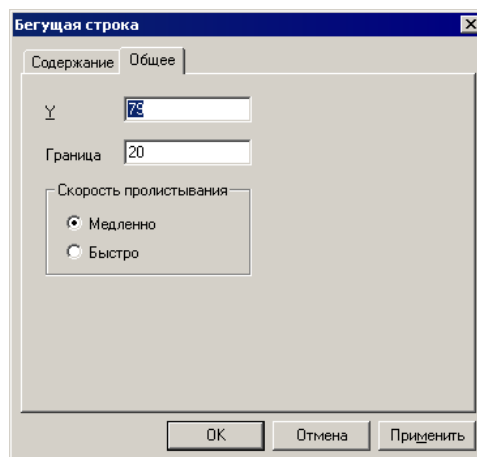 Бегущая строка
Содержание Общее
Y 79
Граница 20
Скорость пролистывания
Медленно
Быстро
OK Отмена Применить